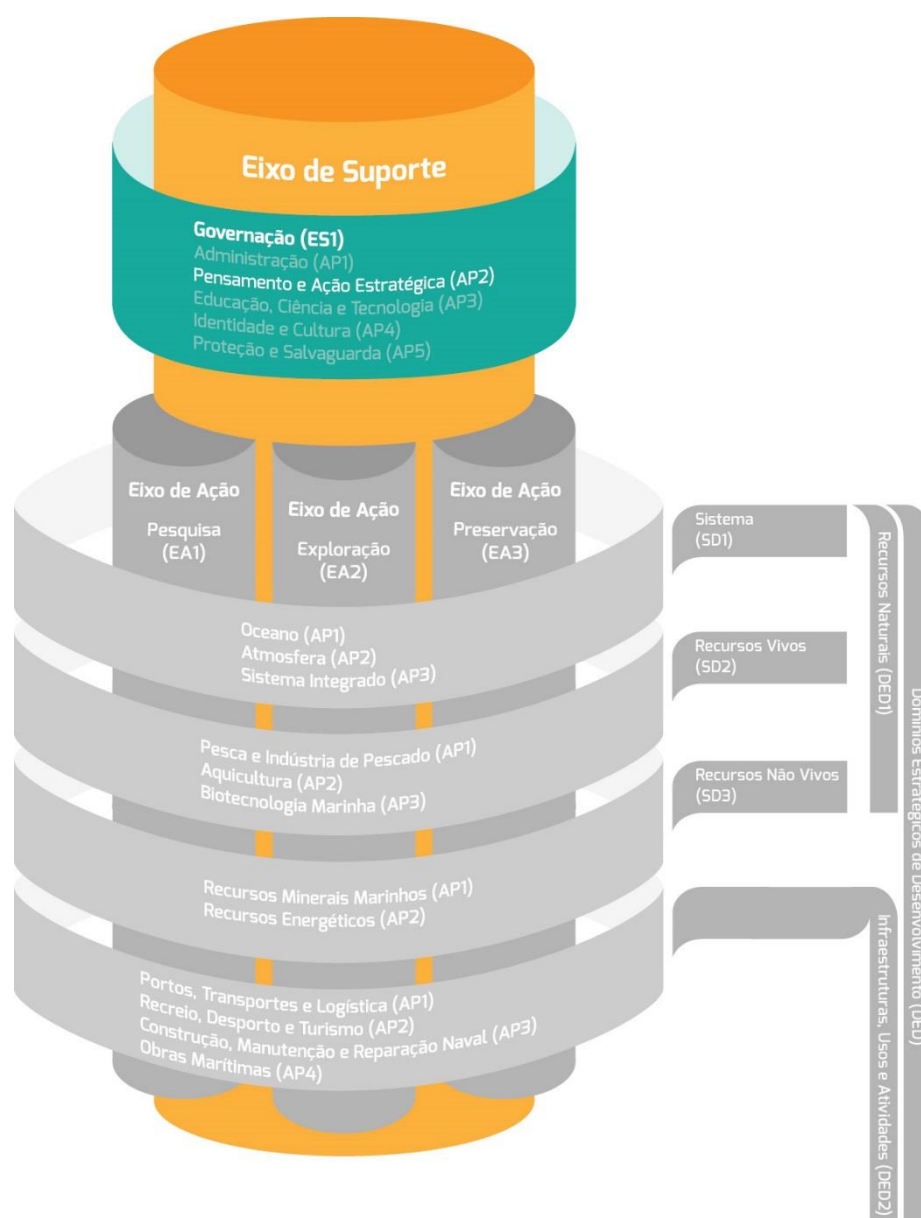 Eixo de Suporte
Governação (ES1)
Administração (AP1)
Pensamento e Ação Estratégica (AP2)
Educação, Ciência e Tecnologia (AP3)
Identidade e Cultura (AP4)
Proteção e Salvaguarda (AP5)
Eixo de Ação
Pesquisa
(EA1)
Eixo de Ação
Exploração
(EA2)
Eixo de Ação
Preservação
(EA3)
Oceano (AP1)
Atmosfera (AP2)
Sistema Integrado (AP3)
Pesca e Indústria de Pescado (AP1)
Aquicultura (AP2)
Biotecnologia Marinha (AP3)
Recursos Minerais Marinhos (AP1)
Recursos Energéticos (AP2)
Portos, Transportes e Logística (AP1)
Recreio, Desporto e Turismo (AP2)
Construção, Manutenção e Reparação Naval (AP3)
Obras Marítimas (AP4)
Sistema
(SD1)
Recursos Vivos
(SD2)
Recursos Não Vivos
(SD3)
Recursos Naturais (DED1)
Infraestruturas, Usos e Atividades (DED2)
Domínios Estratégicos de Desenvolvimento (DED)